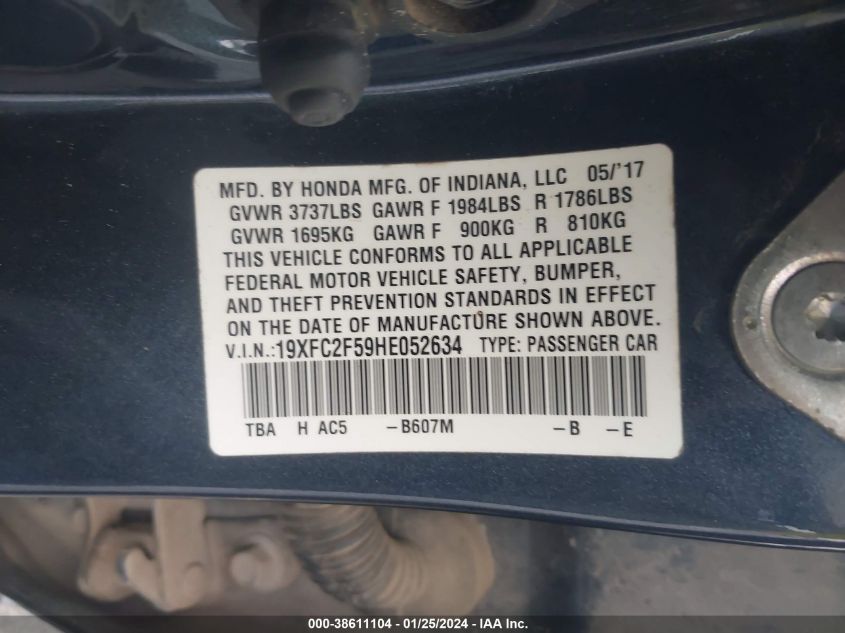 MFD. BY HONDA MFG. OF INDIANA, LLC 05/'17
GVWR 3737LBS GAWR F 1984LBS R 1786LBS
GVWR 1695KG GAWR F 900KG R 810KG
THIS VEHICLE CONFORMS TO ALL APPLICABLE
FEDERAL MOTOR VEHICLE SAFETY, BUMPER,
AND THEFT PREVENTION STANDARDS IN EFFECT
ON THE DATE OF MANUFACTURE SHOWN ABOVE.
V.I.N.:19XFC2F59HE052634 TYPE: PASSENGER CAR
TBA H AC5 -B607M -B -E
000-38611104 - 01/25/2024 - IAA Inc.